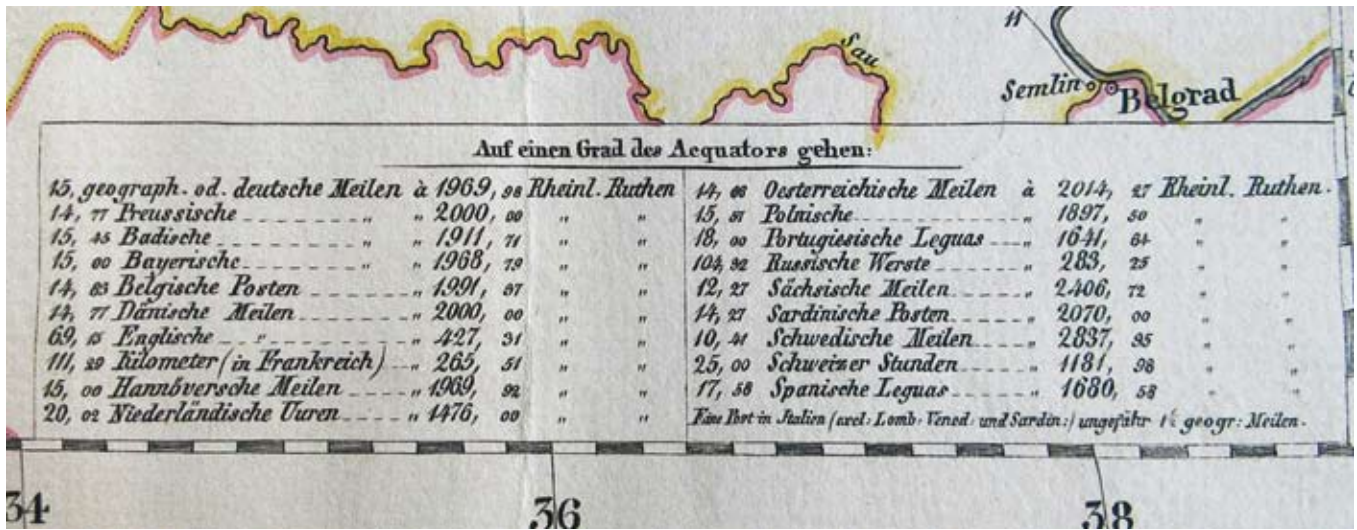 Sau
11
Semlin
Belgrad
Auf einen Grad des Aequators gehen:
15, geograph. od. deutsche Meilen à 1969, 98 Rheinl. Ruthen
14, 77 Preussische „ „ 2000, 00 „ „
15, 45 Badische „ „ 1911, 71 „ „
15, 00 Bayerische „ „ 1968, 79 „ „
14, 83 Belgische Posten „ 1991, 87 „ „
14, 77 Dänische Meilen „ 2000, 00 „ „
69, 15 Englische „ „ 427, 31 „ „
111, 29 Kilometer (in Frankreich) „ 265, 51 „ „
15, 00 Hannöversche Meilen „ 1969, 92 „ „
20, 02 Niederländische Uuren „ 1476, 00 „ „
14, 66 Oesterreichische Meilen à 2014, 27 Rheinl. Ruthen.
15, 57 Polnische „ „ 1897, 50 „ „
18, 00 Portugiesische Leguas „ 1641, 64 „ „
104, 32 Russische Werste „ 283, 25 „ „
12, 27 Sächsische Meilen „ 2406, 72 „ „
14, 27 Sardinische Posten „ 2070, 00 „ „
10, 41 Schwedische Meilen „ 2837, 95 „ „
25, 00 Schweizer Stunden „ 1181, 98 „ „
17, 58 Spanische Leguas „ 1680, 58 „ „
Eine Post in Italien (excl: Lomb: Vened: und Sardin:) ungefähr geogr: Meilen.
34
36
38